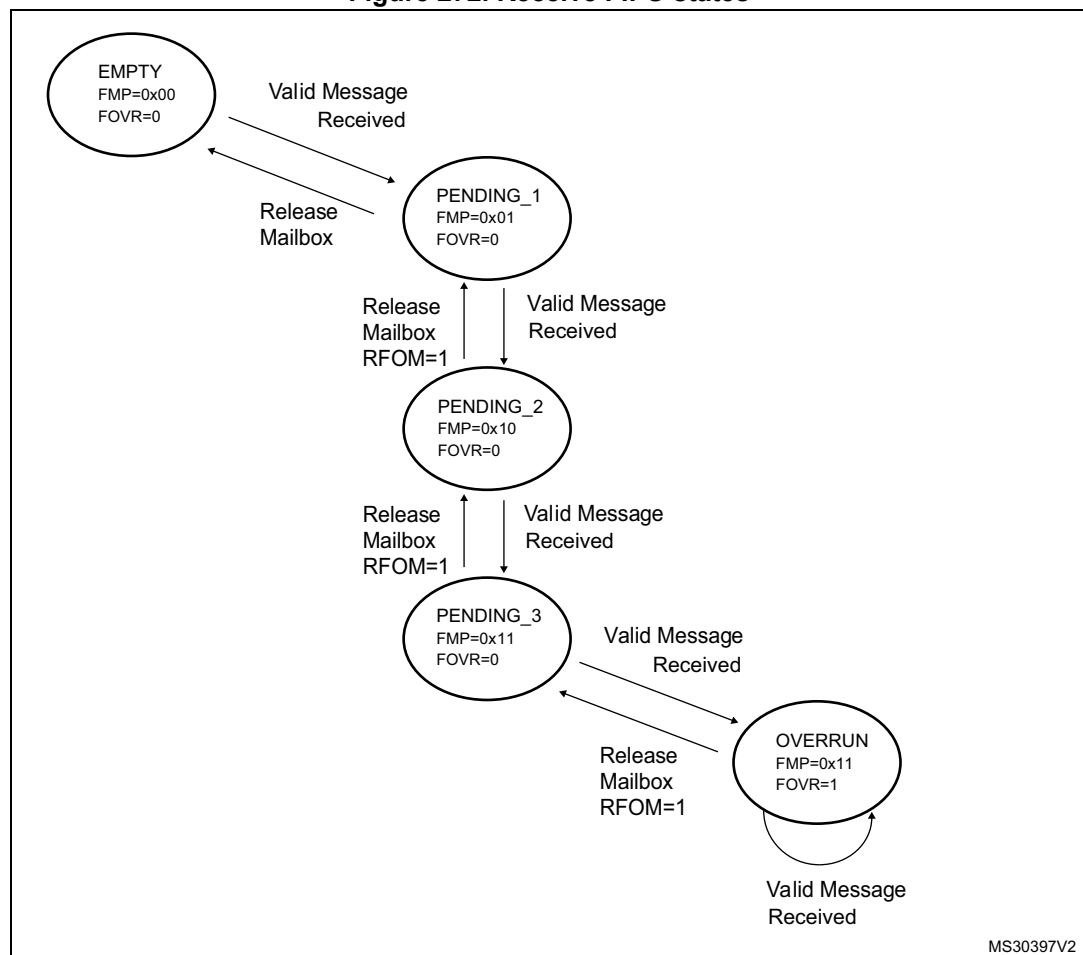 EMPTY
FMP=0x00
FOVR=0
Valid Message
Received
Release
Mailbox
PENDING_1
FMP=0x01
FOVR=0
Release
Mailbox
RFOM=1
Valid Message
Received
PENDING_2
FMP=0x10
FOVR=0
Release
Mailbox
RFOM=1
Valid Message
Received
PENDING_3
FMP=0x11
FOVR=0
Valid Message
Received
Release
Mailbox
RFOM=1
OVERRUN
FMP=0x11
FOVR=1
Valid Message
Received
MS30397V2